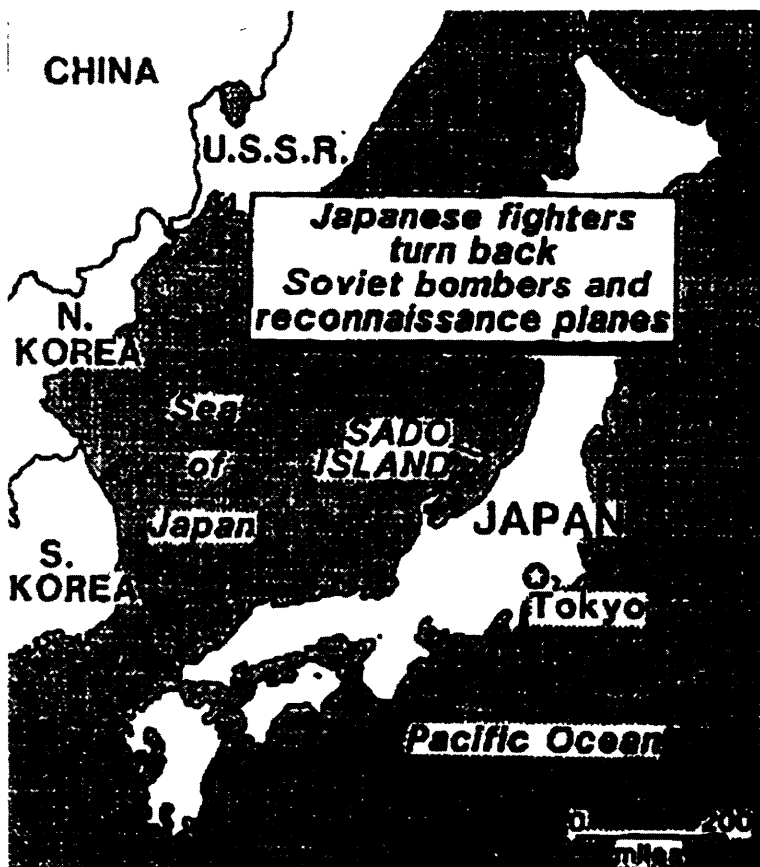 CHINA
U.S.S.R.
Japanese fighters
turn back
Soviet bombers and
reconnaissance planes
N.
KOREA
Sea
of
Japan
SADO
ISLAND
JAPAN
S.
KOREA
Tokyo
Pacific Ocean
0 200
miles